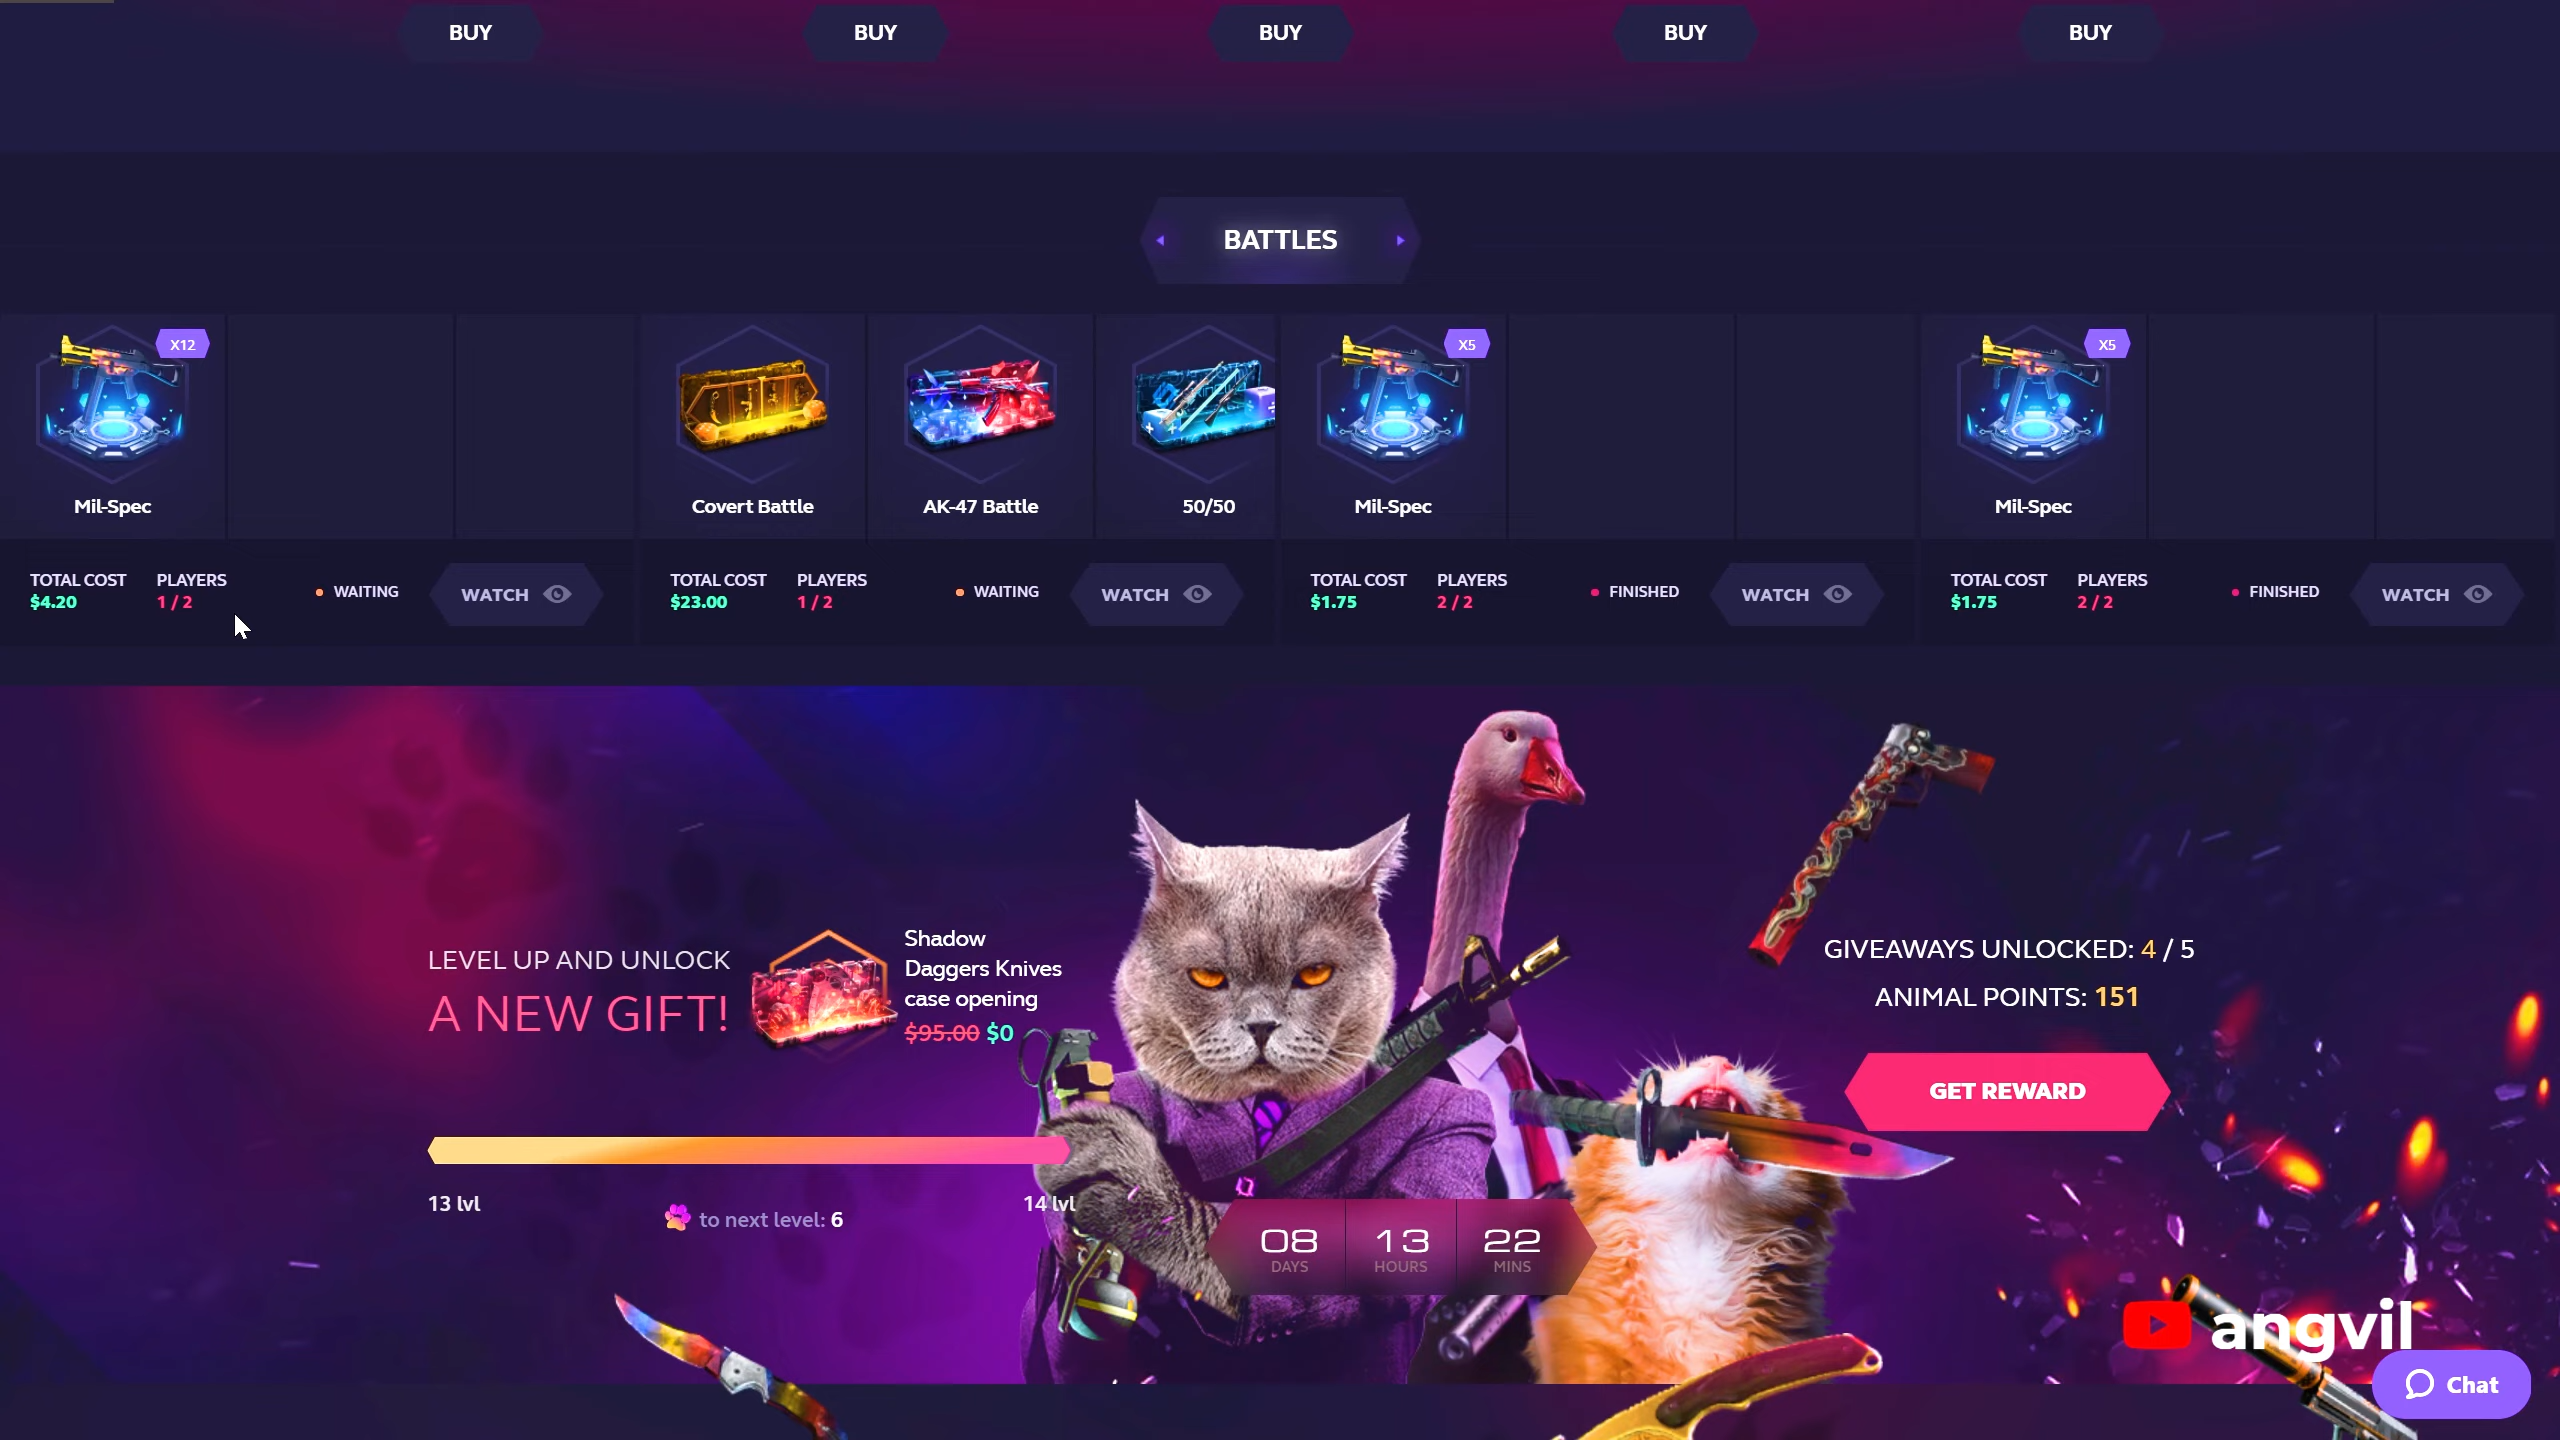 BUY
BUY
BUY
BUY
BUY
BATTLES
X12
X5
X5
Mil-Spec
Covert Battle
AK-47 Battle
50/50
Mil-Spec
Mil-Spec
TOTAL COST
$4.20
PLAYERS
1 / 2
WAITING
WATCH
TOTAL COST
$23.00
PLAYERS
1 / 2
WAITING
WATCH
TOTAL COST
$1.75
PLAYERS
2 / 2
FINISHED
WATCH
TOTAL COST
$1.75
PLAYERS
2 / 2
FINISHED
WATCH
LEVEL UP AND UNLOCK
A NEW GIFT!
Shadow
Daggers Knives
case opening
$95.00 $0
13 lvl
14 lvl
to next level: 6
08
DAYS
13
HOURS
22
MINS
GIVEAWAYS UNLOCKED: 4 / 5
ANIMAL POINTS: 151
GET REWARD
angvil
Chat